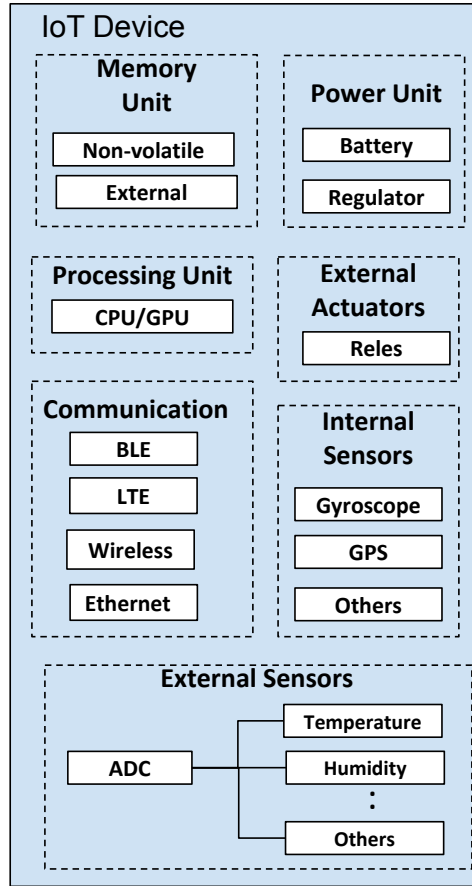 IoT Device
Memory
Unit
Non-volatile
External
Power Unit
Battery
Regulator
Processing Unit
CPU/GPU
External
Actuators
Reles
Communication
BLE
LTE
Wireless
Ethernet
Internal
Sensors
Gyroscope
GPS
Others
External Sensors
ADC
Temperature
Humidity
:
Others